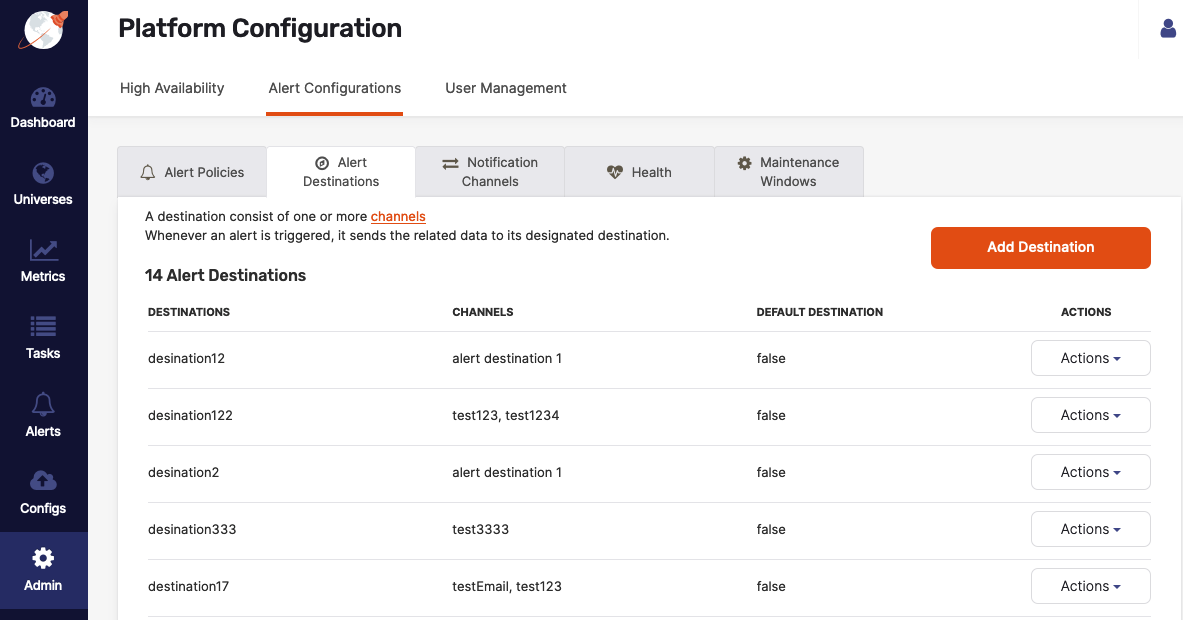 Platform Configuration
High Availability Alert Configurations User Management
Dashboard
Universes
Metrics
Tasks
Alerts
Configs
Admin
Alert Policies
Alert
Destinations
Notification
Channels
Health
Maintenance
Windows
A destination consist of one or more channels
Whenever an alert is triggered, it sends the related data to its designated destination.
Add Destination
14 Alert Destinations
DESTINATIONS CHANNELS DEFAULT DESTINATION ACTIONS
desination12 alert destination 1 false Actions
desination122 test123, test1234 false Actions
desination2 alert destination 1 false Actions
desination333 test3333 false Actions
destination17 testEmail, test123 false Actions